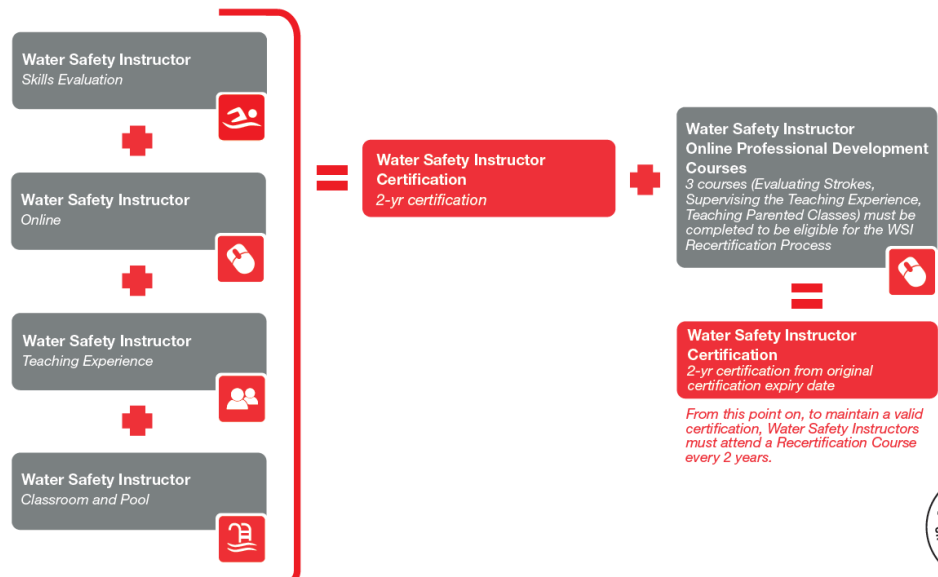 Water Safety Instructor
Skills Evaluation
Water Safety Instructor
Online
Water Safety Instructor
Teaching Experience
Water Safety Instructor
Classroom and Pool
Water Safety Instructor
Certification
2-yr certification
Water Safety Instructor
Online Professional Development
Courses
3 courses (Evaluating Strokes,
Supervising the Teaching Experience,
Teaching Parented Classes) must be
completed to be eligible for the WSI
Recertification Process
Water Safety Instructor
Certification
2-yr certification from original
certification expiry date
From this point on, to maintain a valid
certification, Water Safety Instructors
must attend a Recertification Course
every 2 years.